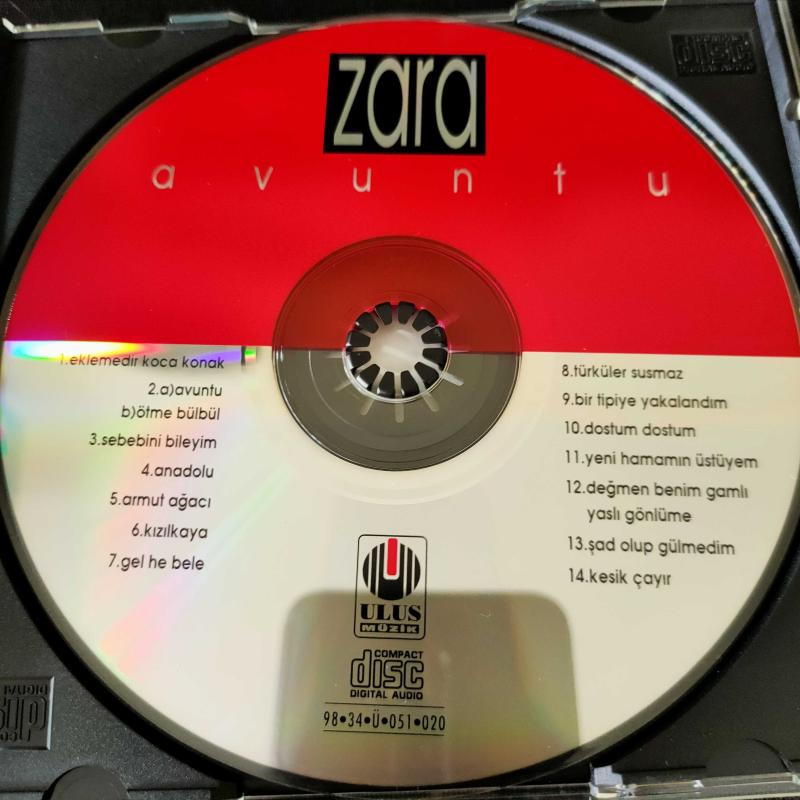 zara
avuntu
1.eklemedir koca konak
2.a)avuntu
b)ötme bülbül
3.sebebini bileyim
4.anadolu
5.armut ağacı
6.kızılkaya
7.gel he bele
8.türküler susmaz
9.bir tipiye yakalandım
10.dostum dostum
11.yeni hamamın üstüyem
12.değmen benim gamlı
yaslı gönlüme
13.şad olup gülmedim
14.kesik çayır
ULUS
MÜZİK
COMPACT
disc
DIGITAL AUDIO
98•34•Ü•051•020
disc